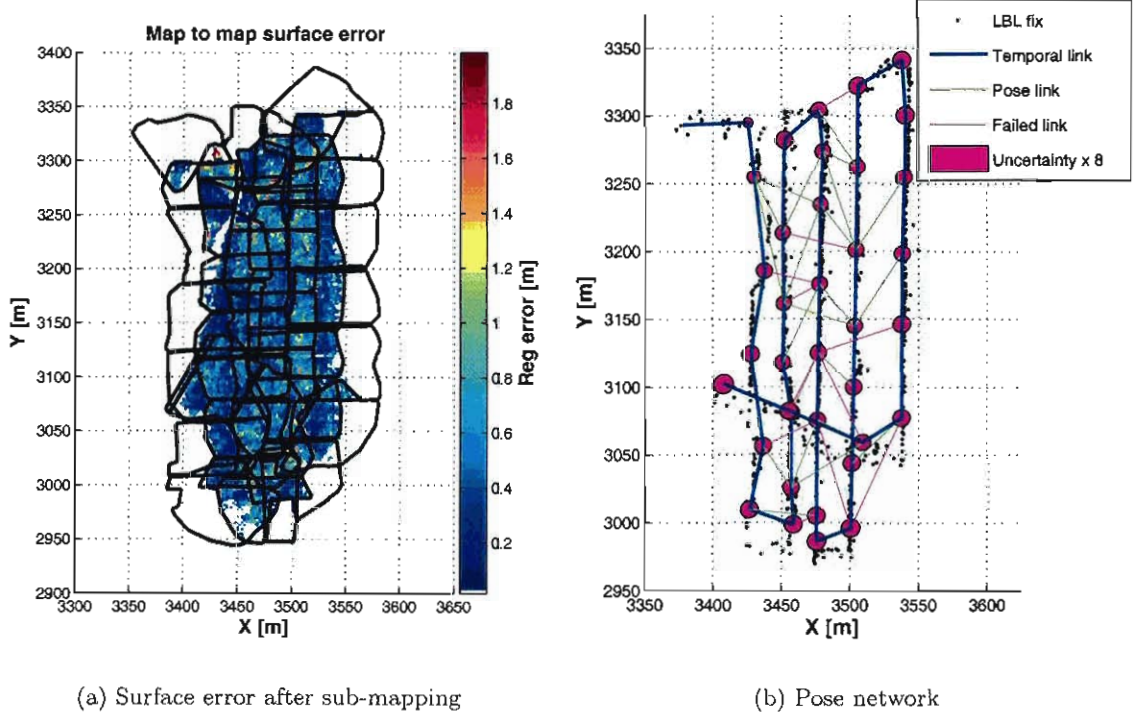 Map to map surface error
3400
3350
3300
3250
3200
3150
3100
3050
3000
2950
2900
3300 3350 3400 3450 3500 3550 3600 3650
X [m]
Y [m]
1.8
1.6
1.4
1.2
1
0.8
0.6
0.4
0.2
Reg error [m]
(a) Surface error after sub-mapping
LBL fix
Temporal link
Pose link
Failed link
Uncertainty x 8
3350
3300
3250
3200
3150
3100
3050
3000
2950
3350 3400 3450 3500 3550 3600
X [m]
Y [m]
(b) Pose network